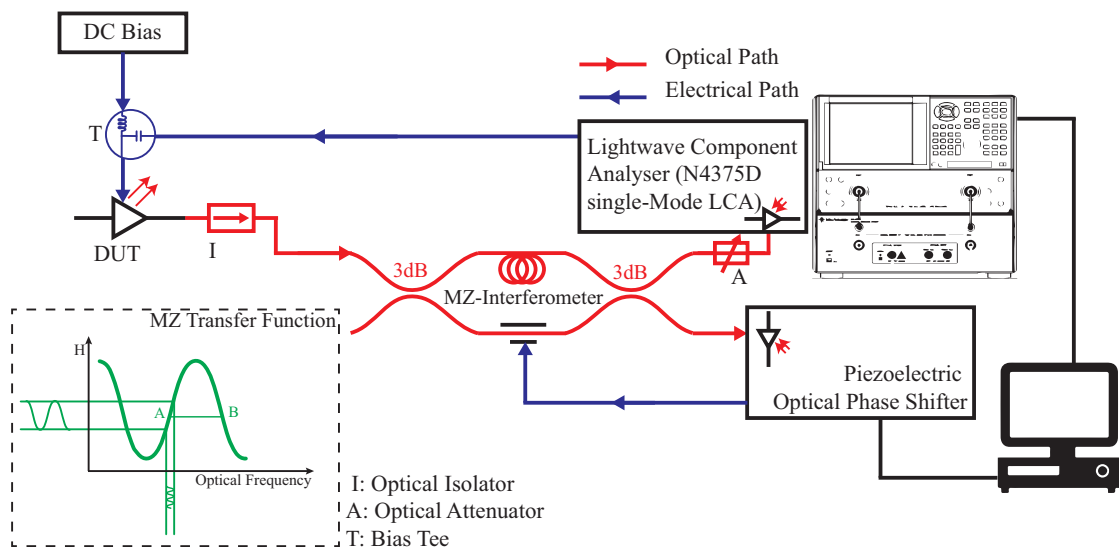 DC Bias
Optical Path
Electrical Path
T
Lightwave Component
Analyser (N4375D
single-Mode LCA)
DUT
I
3dB
3dB
A
MZ-Interferometer
MZ Transfer Function
H
A
B
Optical Frequency
Piezoelectric
Optical Phase Shifter
I: Optical Isolator
A: Optical Attenuator
T: Bias Tee